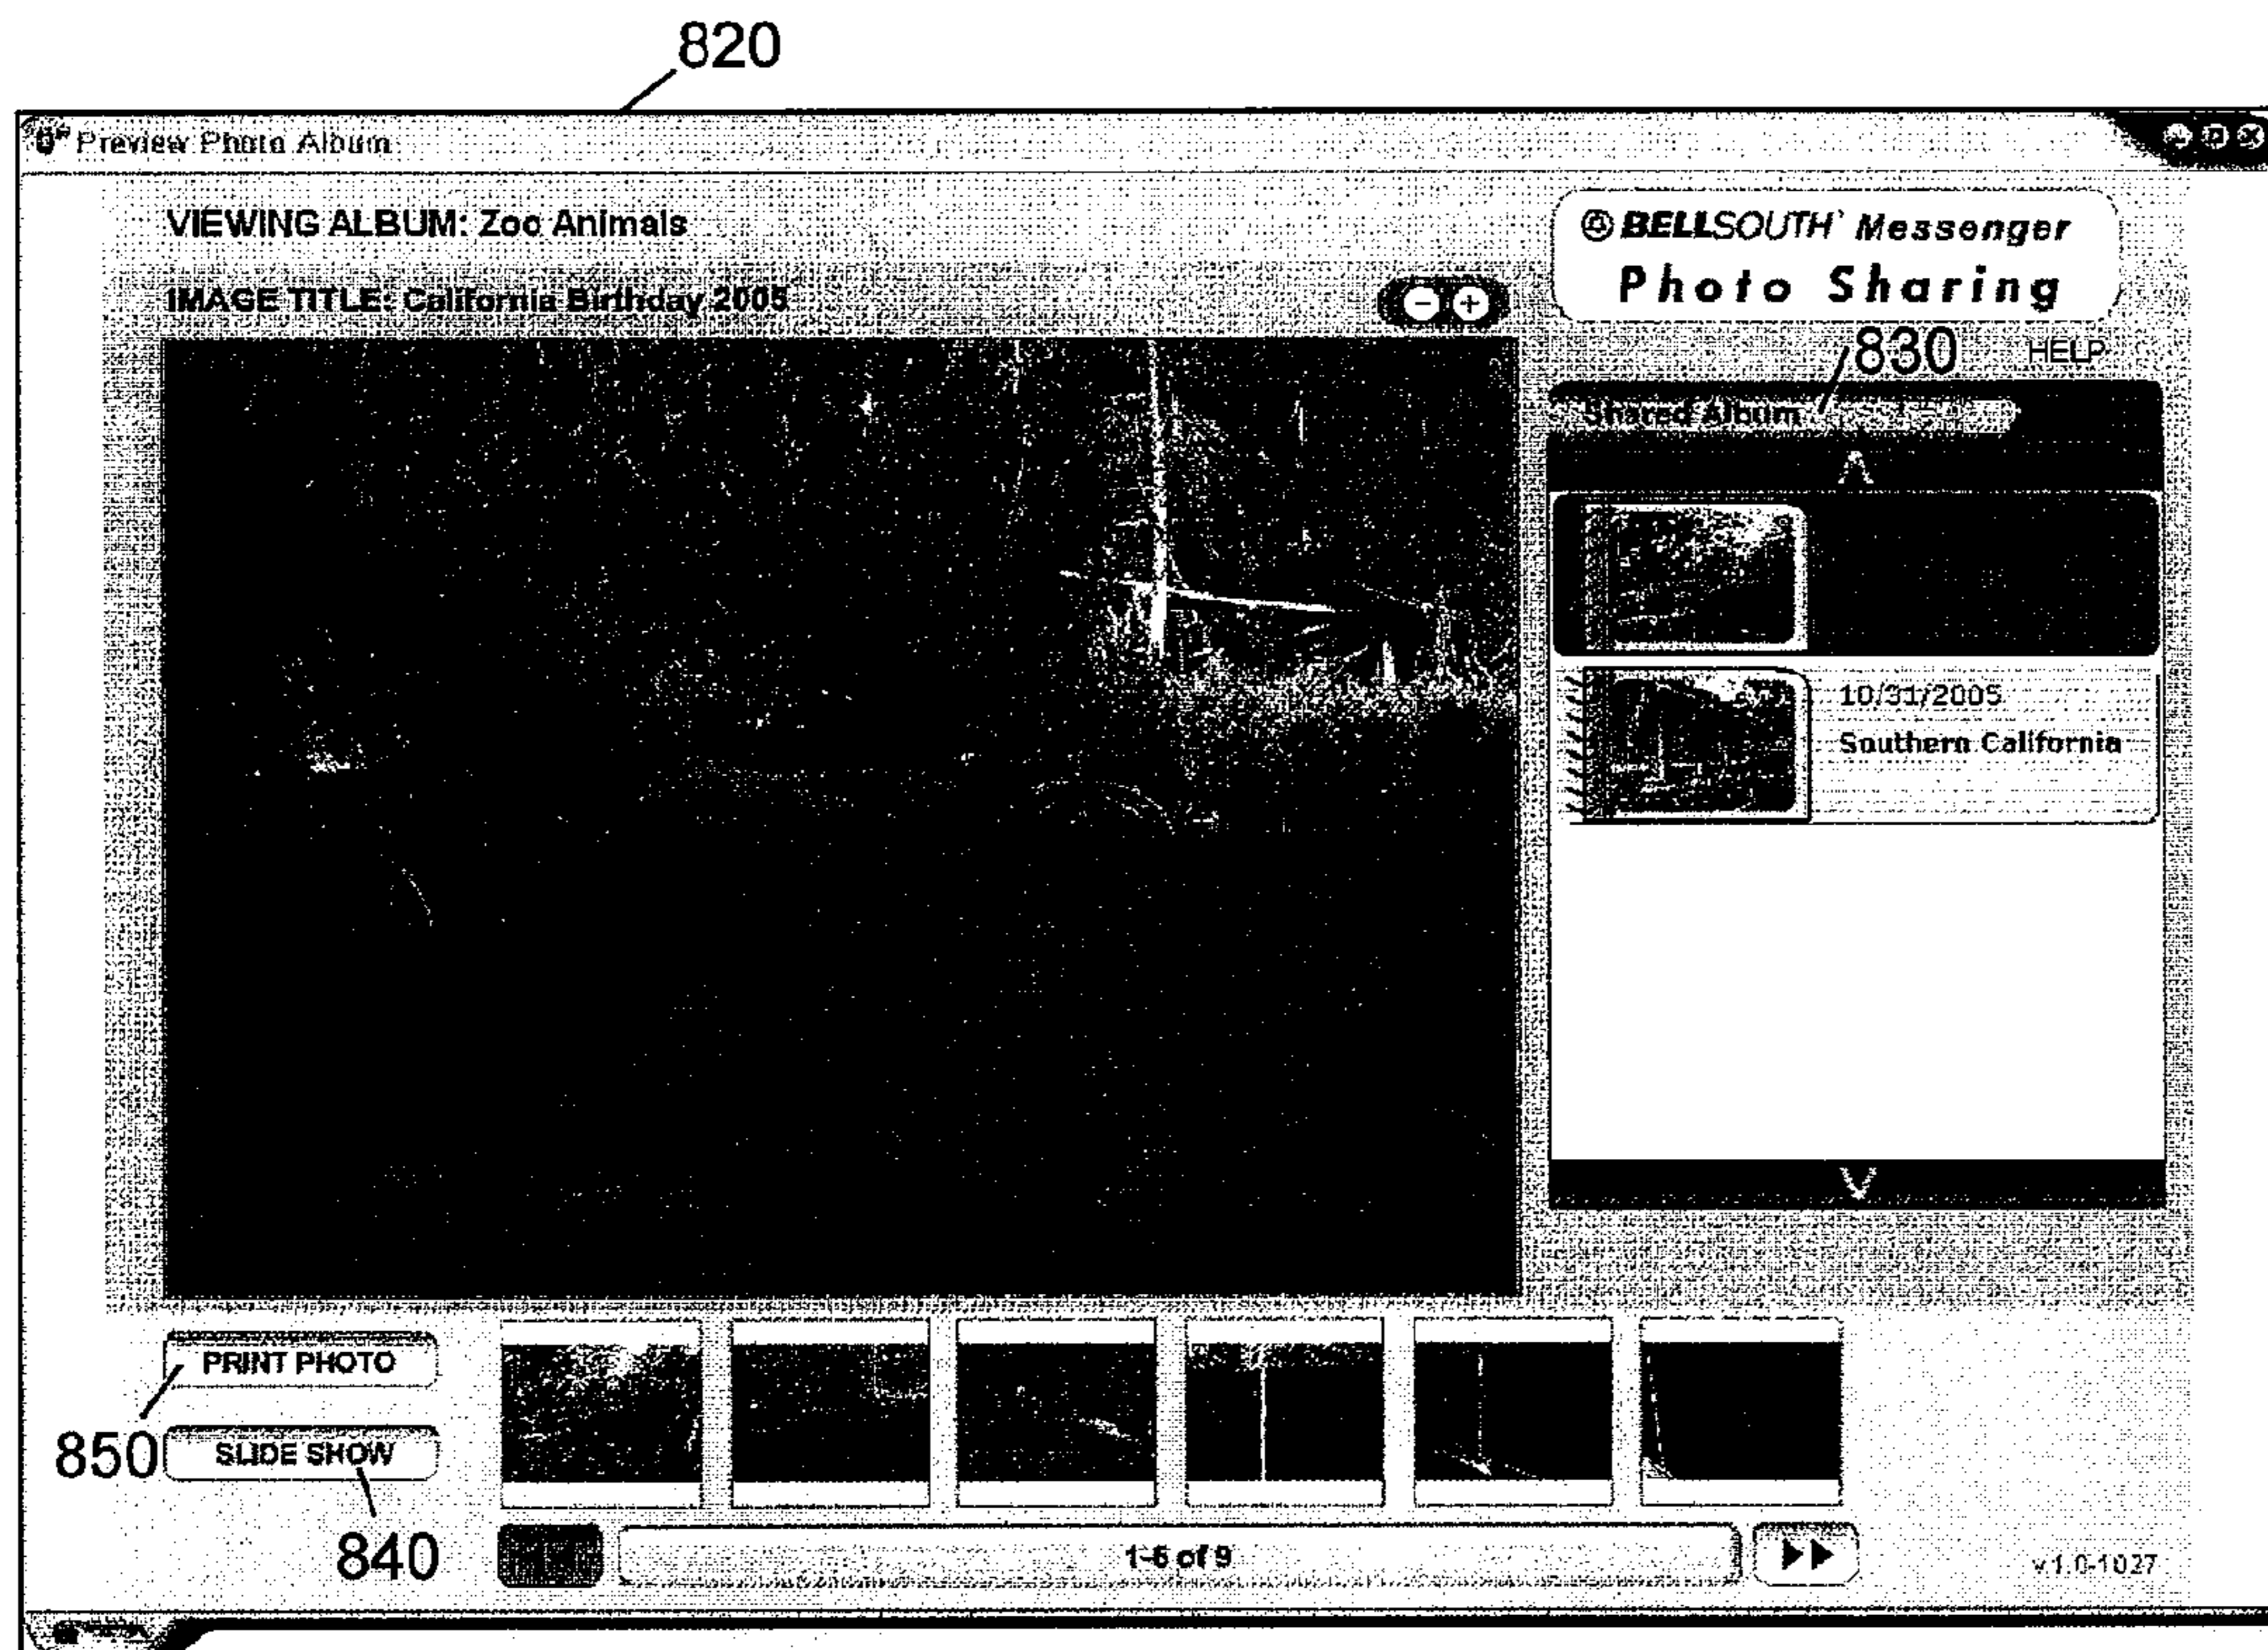 820
Preview Photo Album
VIEWING ALBUM: Zoo Animals
BELLSOUTH Messenger
Photo Sharing
IMAGE TITLE: California Birthday 2005
830
HELP
Shared Album
10/31/2005
Southern California
PRINT PHOTO
850
SLIDE SHOW
840
1-6 of 9
v.1.0-1027